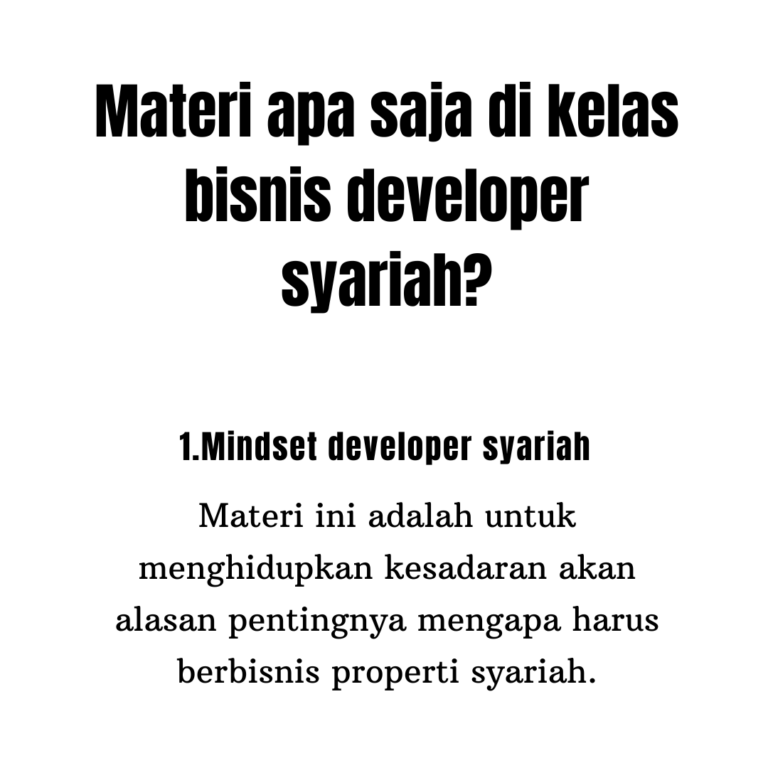 Materi apa saja di kelas
bisnis developer
syariah?
1.Mindset developer syariah
Materi ini adalah untuk
menghidupkan kesadaran akan
alasan pentingnya mengapa harus
berbisnis properti syariah.